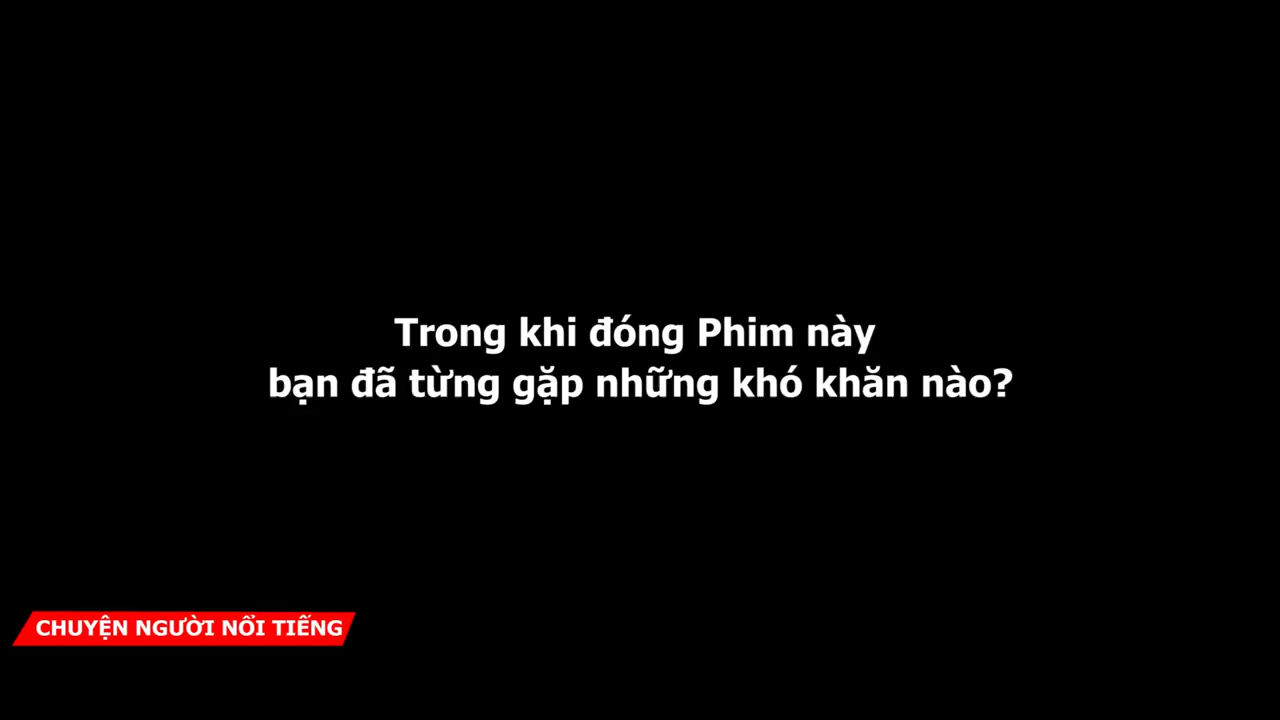 Trong khi đóng Phim này
bạn đã từng gặp những khó khăn nào?
CHUYỆN NGƯỜI NỔI TIẾNG